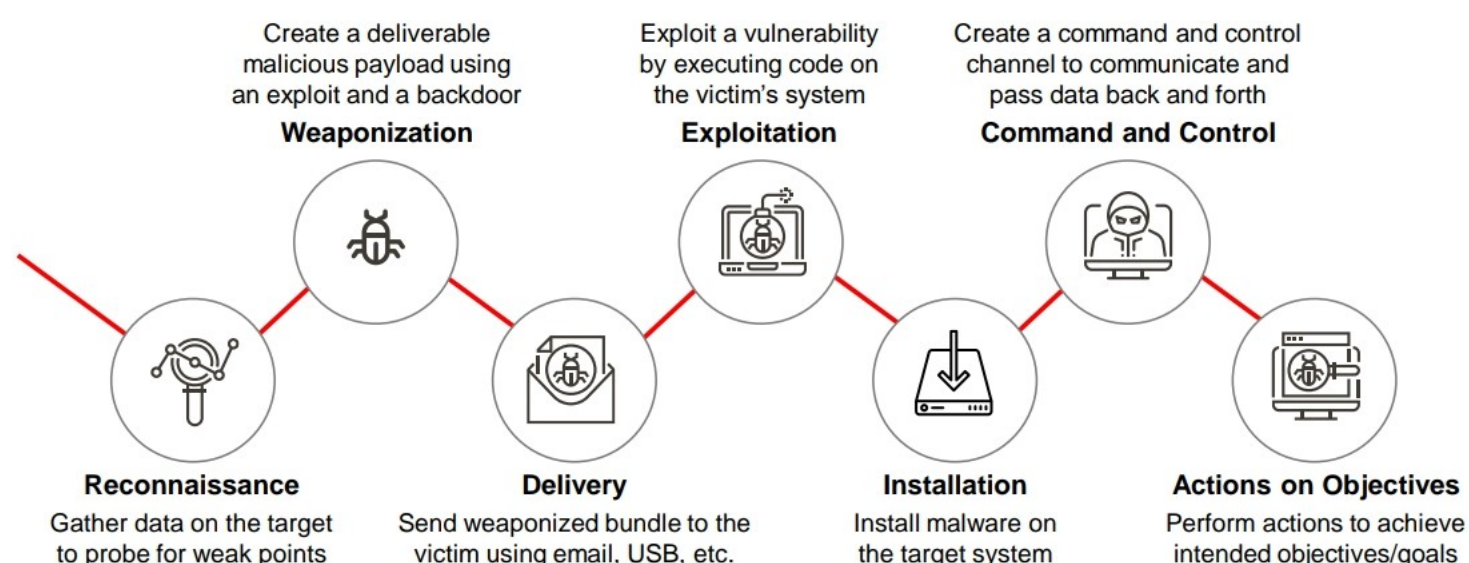 Create a deliverable
malicious payload using
an exploit and a backdoor
Weaponization
Exploit a vulnerability
by executing code on
the victim's system
Exploitation
Create a command and control
channel to communicate and
pass data back and forth
Command and Control
Reconnaissance
Gather data on the target
to probe for weak points
Delivery
Send weaponized bundle to the
victim using email, USB, etc.
Installation
Install malware on
the target system
Actions on Objectives
Perform actions to achieve
intended objectives/goals